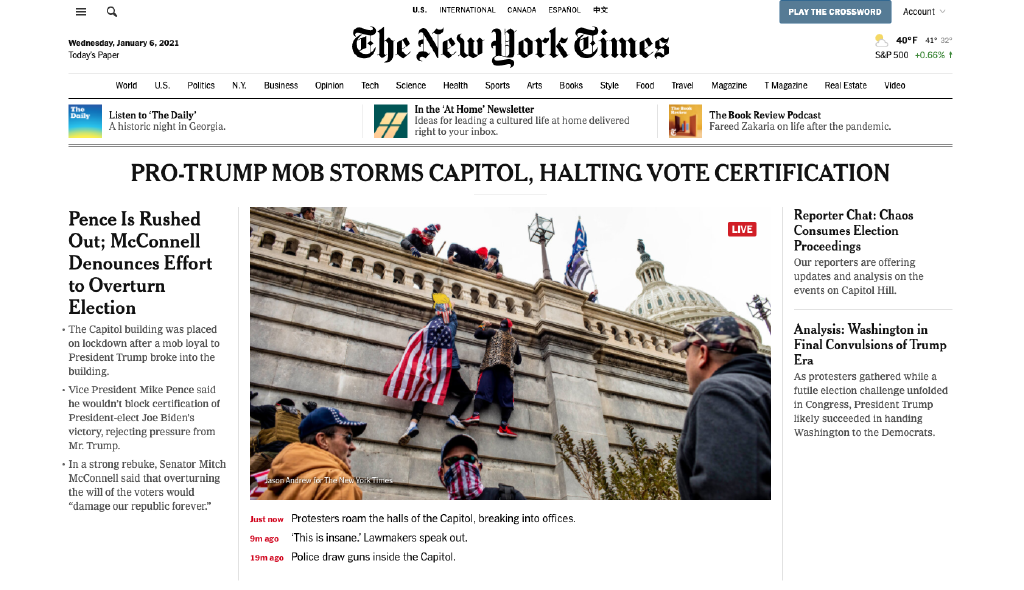 U.S. INTERNATIONAL CANADA ESPAÑOL 中文
PLAY THE CROSSWORD
Account
Wednesday, January 6, 2021
Today's Paper
The New York Times
40°F 41° 32°
S&P 500 +0.66% ↑
World U.S. Politics N.Y. Business Opinion Tech Science Health Sports Arts Books Style Food Travel Magazine T Magazine Real Estate Video
The Daily
Listen to ‘The Daily’
A historic night in Georgia.
In the ‘At Home’ Newsletter
Ideas for leading a cultured life at home delivered
right to your inbox.
The Book Review
The Book Review Podcast
Fareed Zakaria on life after the pandemic.
PRO-TRUMP MOB STORMS CAPITOL, HALTING VOTE CERTIFICATION
Pence Is Rushed
Out; McConnell
Denounces Effort
to Overturn
Election
• The Capitol building was placed
on lockdown after a mob loyal to
President Trump broke into the
building.
• Vice President Mike Pence said
he wouldn’t block certification of
President-elect Joe Biden’s
victory, rejecting pressure from
Mr. Trump.
• In a strong rebuke, Senator Mitch
McConnell said that overturning
the will of the voters would
“damage our republic forever.”
LIVE
Jason Andrew for The New York Times
Just now Protesters roam the halls of the Capitol, breaking into offices.
9m ago ‘This is insane.’ Lawmakers speak out.
19m ago Police draw guns inside the Capitol.
Reporter Chat: Chaos
Consumes Election
Proceedings
Our reporters are offering
updates and analysis on the
events on Capitol Hill.
Analysis: Washington in
Final Convulsions of Trump
Era
As protesters gathered while a
futile election challenge unfolded
in Congress, President Trump
likely succeeded in handing
Washington to the Democrats.